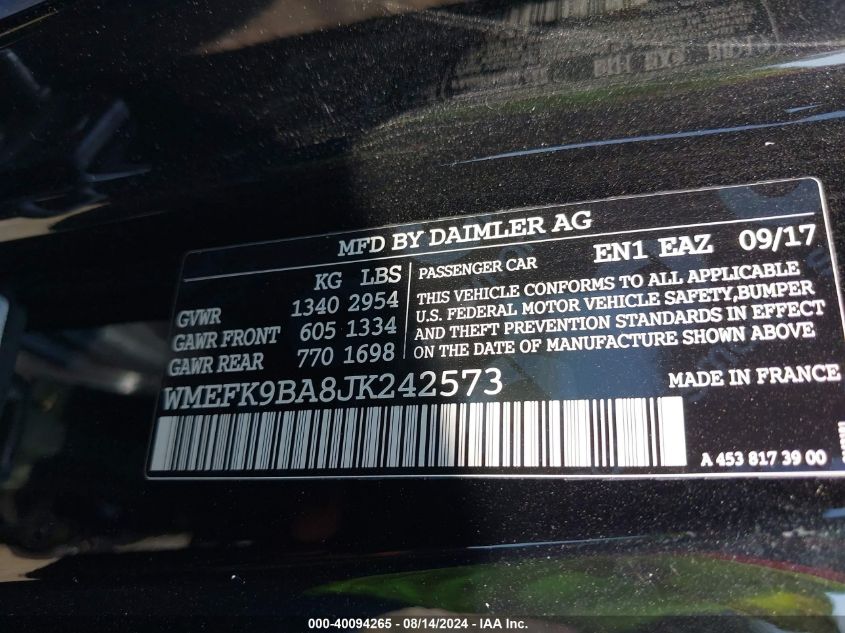 MFD BY DAIMLER AG
EN1 EAZ 09/17
KG LBS
GVWR 1340 2954
GAWR FRONT 605 1334
GAWR REAR 770 1698
PASSENGER CAR
THIS VEHICLE CONFORMS TO ALL APPLICABLE
U.S. FEDERAL MOTOR VEHICLE SAFETY,BUMPER
AND THEFT PREVENTION STANDARDS IN EFFECT
ON THE DATE OF MANUFACTURE SHOWN ABOVE
WMEFK9BA8JK242573
MADE IN FRANCE
A 453 817 39 00
000-40094265 - 08/14/2024 - IAA Inc.